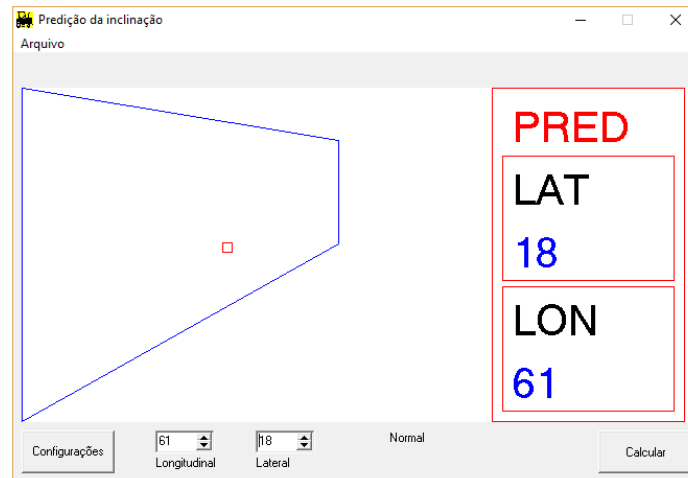 Predição da inclinação
Arquivo
PRED
LAT
18
LON
61
Configurações
61
Longitudinal
18
Lateral
Normal
Calcular